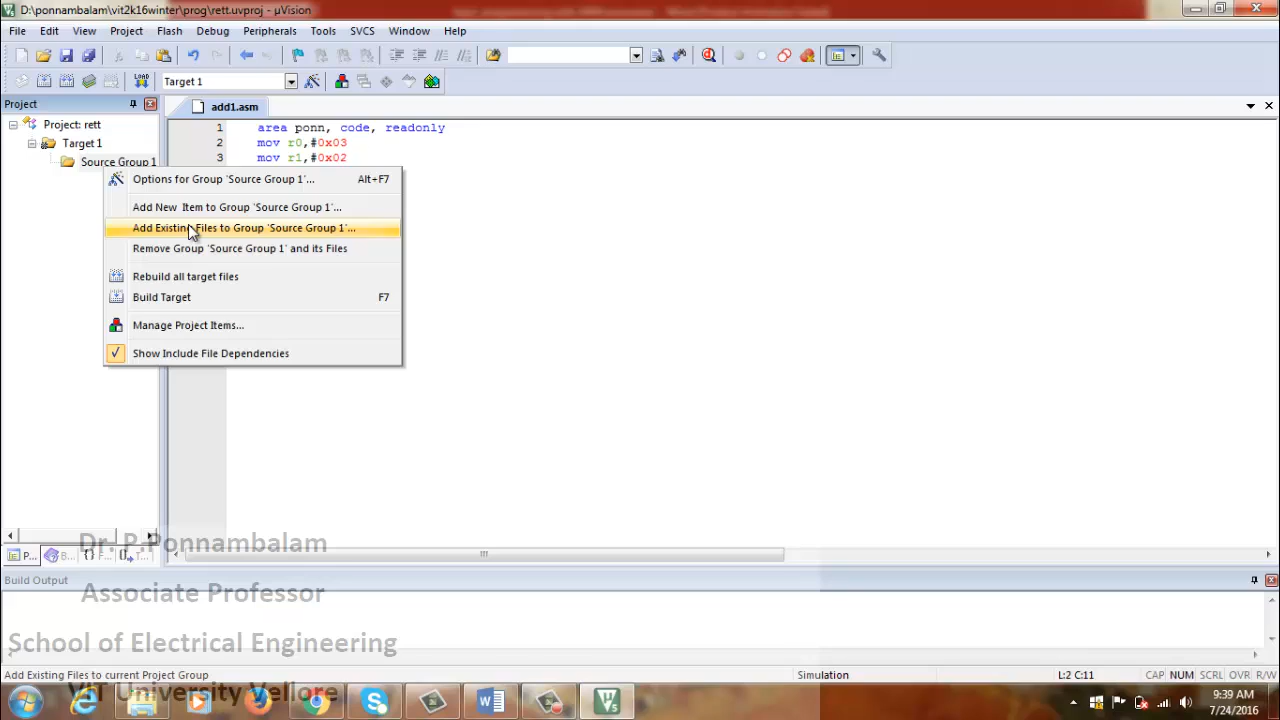 D:\ponnambalam\vit2k16winter\prog\rett.uvproj - µVision
File Edit View Project Flash Debug Peripherals Tools SVCS Window Help
LOAD Target 1
Project
add1.asm
Project: rett
Target 1
Source Group 1
1 area ponn, code, readonly
2 mov r0,#0x03
3 mov r1,#0x02
Options for Group 'Source Group 1'... Alt+F7
Add New Item to Group 'Source Group 1'...
Add Existing Files to Group 'Source Group 1'...
Remove Group 'Source Group 1' and its Files
Rebuild all target files
Build Target F7
Manage Project Items...
Show Include File Dependencies
Dr. P.Ponnambalam
P... B... F... T...
Build Output
Associate Professor
School of Electrical Engineering
Add Existing Files to current Project Group Simulation L:2 C:11 CAP NUM SCRL OVR R/W
VIT University Vellore
9:39 AM
7/24/2016